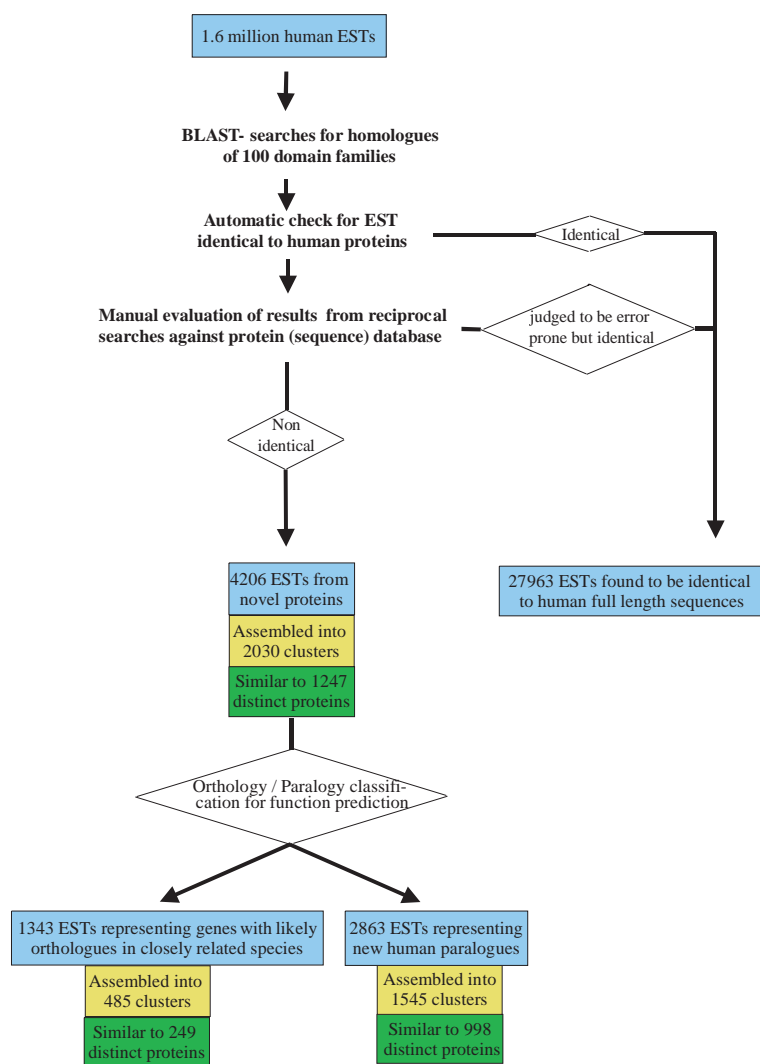 1.6 million human ESTs
BLAST- searches for homologues
of 100 domain families
Automatic check for EST
identical to human proteins
Identical
Manual evaluation of results from reciprocal
searches against protein (sequence) database
judged to be error
prone but identical
Non
identical
4206 ESTs from
novel proteins
Assembled into
2030 clusters
Similar to 1247
distinct proteins
27963 ESTs found to be identical
to human full length sequences
Orthology / Paralogy classifi-
cation for function prediction
1343 ESTs representing genes with likely
orthologues in closely related species
Assembled into
485 clusters
Similar to 249
distinct proteins
2863 ESTs representing
new human paralogues
Assembled into
1545 clusters
Similar to 998
distinct proteins